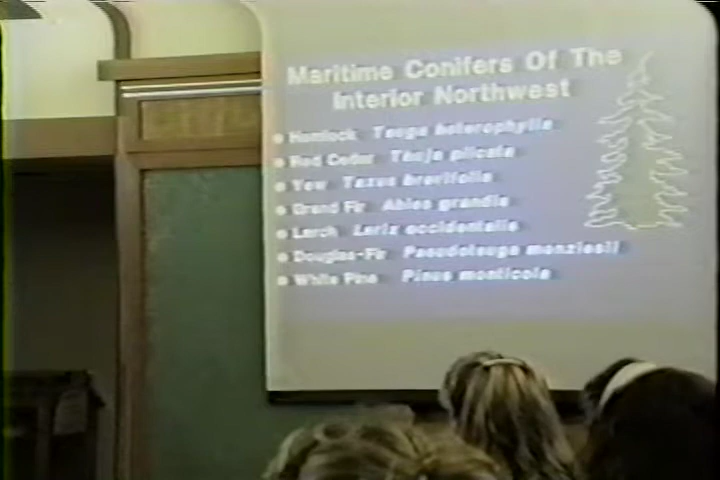 Maritime Conifers Of The
Interior Northwest
Hemlock Tsuga heterophylla
Red Cedar Thuja plicata
Yew Taxus brevifolia
Grand Fir Abies grandis
Larch Larix occidentalis
Douglas-Fir Pseudotsuga menziesii
White Pine Pinus monticola